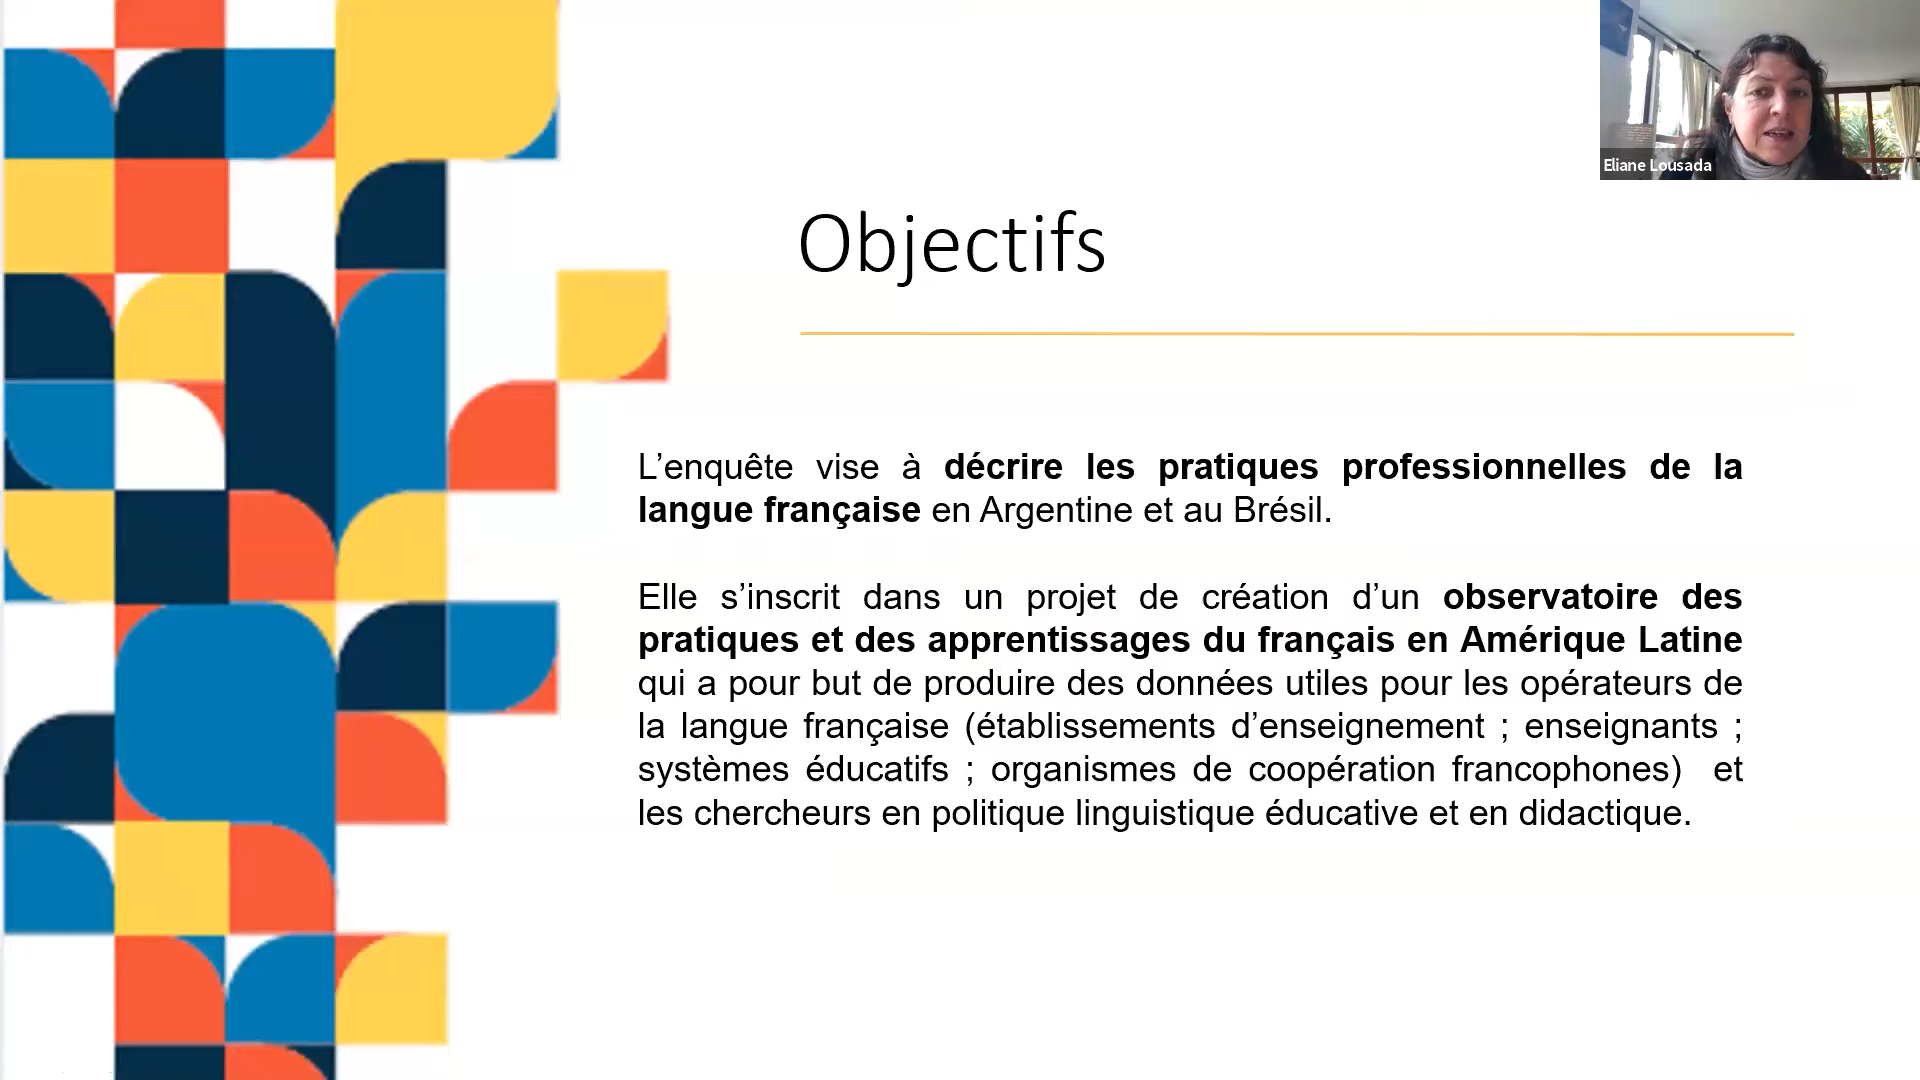 Eliane Lousada
Objectifs
L’enquête vise à décrire les pratiques professionnelles de la
langue française en Argentine et au Brésil.
Elle s’inscrit dans un projet de création d’un observatoire des
pratiques et des apprentissages du français en Amérique Latine
qui a pour but de produire des données utiles pour les opérateurs de
la langue française (établissements d’enseignement ; enseignants ;
systèmes éducatifs ; organismes de coopération francophones) et
les chercheurs en politique linguistique éducative et en didactique.